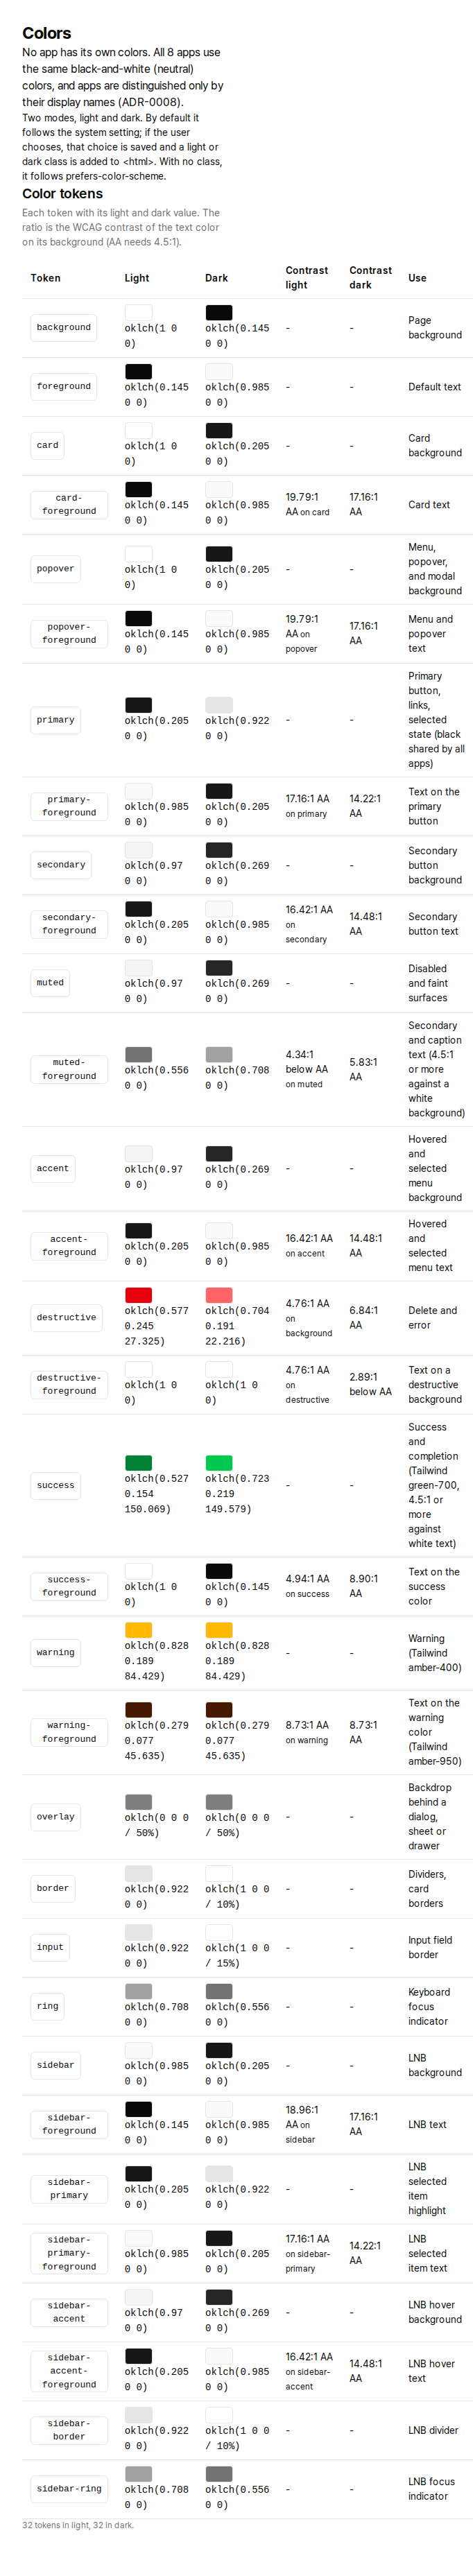 Colors
No app has its own colors. All 8 apps use
the same black-and-white (neutral)
colors, and apps are distinguished only by
their display names (ADR-0008).
Two modes, light and dark. By default it
follows the system setting; if the user
chooses, that choice is saved and a light or
dark class is added to <html>. With no class,
it follows prefers-color-scheme.
Color tokens
Each token with its light and dark value. The
ratio is the WCAG contrast of the text color
on its background (AA needs 4.5:1).
Token Light Dark Contrast light Contrast dark Use
background oklch(1 0 0) oklch(0.145 0 0) - - Page background
foreground oklch(0.145 0 0) oklch(0.985 0 0) - - Default text
card oklch(1 0 0) oklch(0.205 0 0) - - Card background
card-foreground oklch(0.145 0 0) oklch(0.985 0 0) 19.79:1 AA on card 17.16:1 AA Card text
popover oklch(1 0 0) oklch(0.205 0 0) - - Menu, popover, and modal background
popover-foreground oklch(0.145 0 0) oklch(0.985 0 0) 19.79:1 AA on popover 17.16:1 AA Menu and popover text
primary oklch(0.205 0 0) oklch(0.922 0 0) - - Primary button, links, selected state (black shared by all apps)
primary-foreground oklch(0.985 0 0) oklch(0.205 0 0) 17.16:1 AA on primary 14.22:1 AA Text on the primary button
secondary oklch(0.97 0 0) oklch(0.269 0 0) - - Secondary button background
secondary-foreground oklch(0.205 0 0) oklch(0.985 0 0) 16.42:1 AA on secondary 14.48:1 AA Secondary button text
muted oklch(0.97 0 0) oklch(0.269 0 0) - - Disabled and faint surfaces
muted-foreground oklch(0.556 0 0) oklch(0.708 0 0) 4.34:1 below AA on muted 5.83:1 AA Secondary and caption text (4.5:1 or more against a white background)
accent oklch(0.97 0 0) oklch(0.269 0 0) - - Hovered and selected menu background
accent-foreground oklch(0.205 0 0) oklch(0.985 0 0) 16.42:1 AA on accent 14.48:1 AA Hovered and selected menu text
destructive oklch(0.577 0.245 27.325) oklch(0.704 0.191 22.216) 4.76:1 AA on background 6.84:1 AA Delete and error
destructive-foreground oklch(1 0 0) oklch(1 0 0) 4.76:1 AA on destructive 2.89:1 below AA Text on a destructive background
success oklch(0.527 0.154 150.069) oklch(0.723 0.219 149.579) - - Success and completion (Tailwind green-700, 4.5:1 or more against white text)
success-foreground oklch(1 0 0) oklch(0.145 0 0) 4.94:1 AA on success 8.90:1 AA Text on the success color
warning oklch(0.828 0.189 84.429) oklch(0.828 0.189 84.429) - - Warning (Tailwind amber-400)
warning-foreground oklch(0.279 0.077 45.635) oklch(0.279 0.077 45.635) 8.73:1 AA on warning 8.73:1 AA Text on the warning color (Tailwind amber-950)
overlay oklch(0 0 0 / 50%) oklch(0 0 0 / 50%) - - Backdrop behind a dialog, sheet or drawer
border oklch(0.922 0 0) oklch(1 0 0 / 10%) - - Dividers, card borders
input oklch(0.922 0 0) oklch(1 0 0 / 15%) - - Input field border
ring oklch(0.708 0 0) oklch(0.556 0 0) - - Keyboard focus indicator
sidebar oklch(0.985 0 0) oklch(0.205 0 0) - - LNB background
sidebar-foreground oklch(0.145 0 0) oklch(0.985 0 0) 18.96:1 AA on sidebar 17.16:1 AA LNB text
sidebar-primary oklch(0.205 0 0) oklch(0.922 0 0) - - LNB selected item highlight
sidebar-primary-foreground oklch(0.985 0 0) oklch(0.205 0 0) 17.16:1 AA on sidebar-primary 14.22:1 AA LNB selected item text
sidebar-accent oklch(0.97 0 0) oklch(0.269 0 0) - - LNB hover background
sidebar-accent-foreground oklch(0.205 0 0) oklch(0.985 0 0) 16.42:1 AA on sidebar-accent 14.48:1 AA LNB hover text
sidebar-border oklch(0.922 0 0) oklch(1 0 0 / 10%) - - LNB divider
sidebar-ring oklch(0.708 0 0) oklch(0.556 0 0) - - LNB focus indicator
32 tokens in light, 32 in dark.